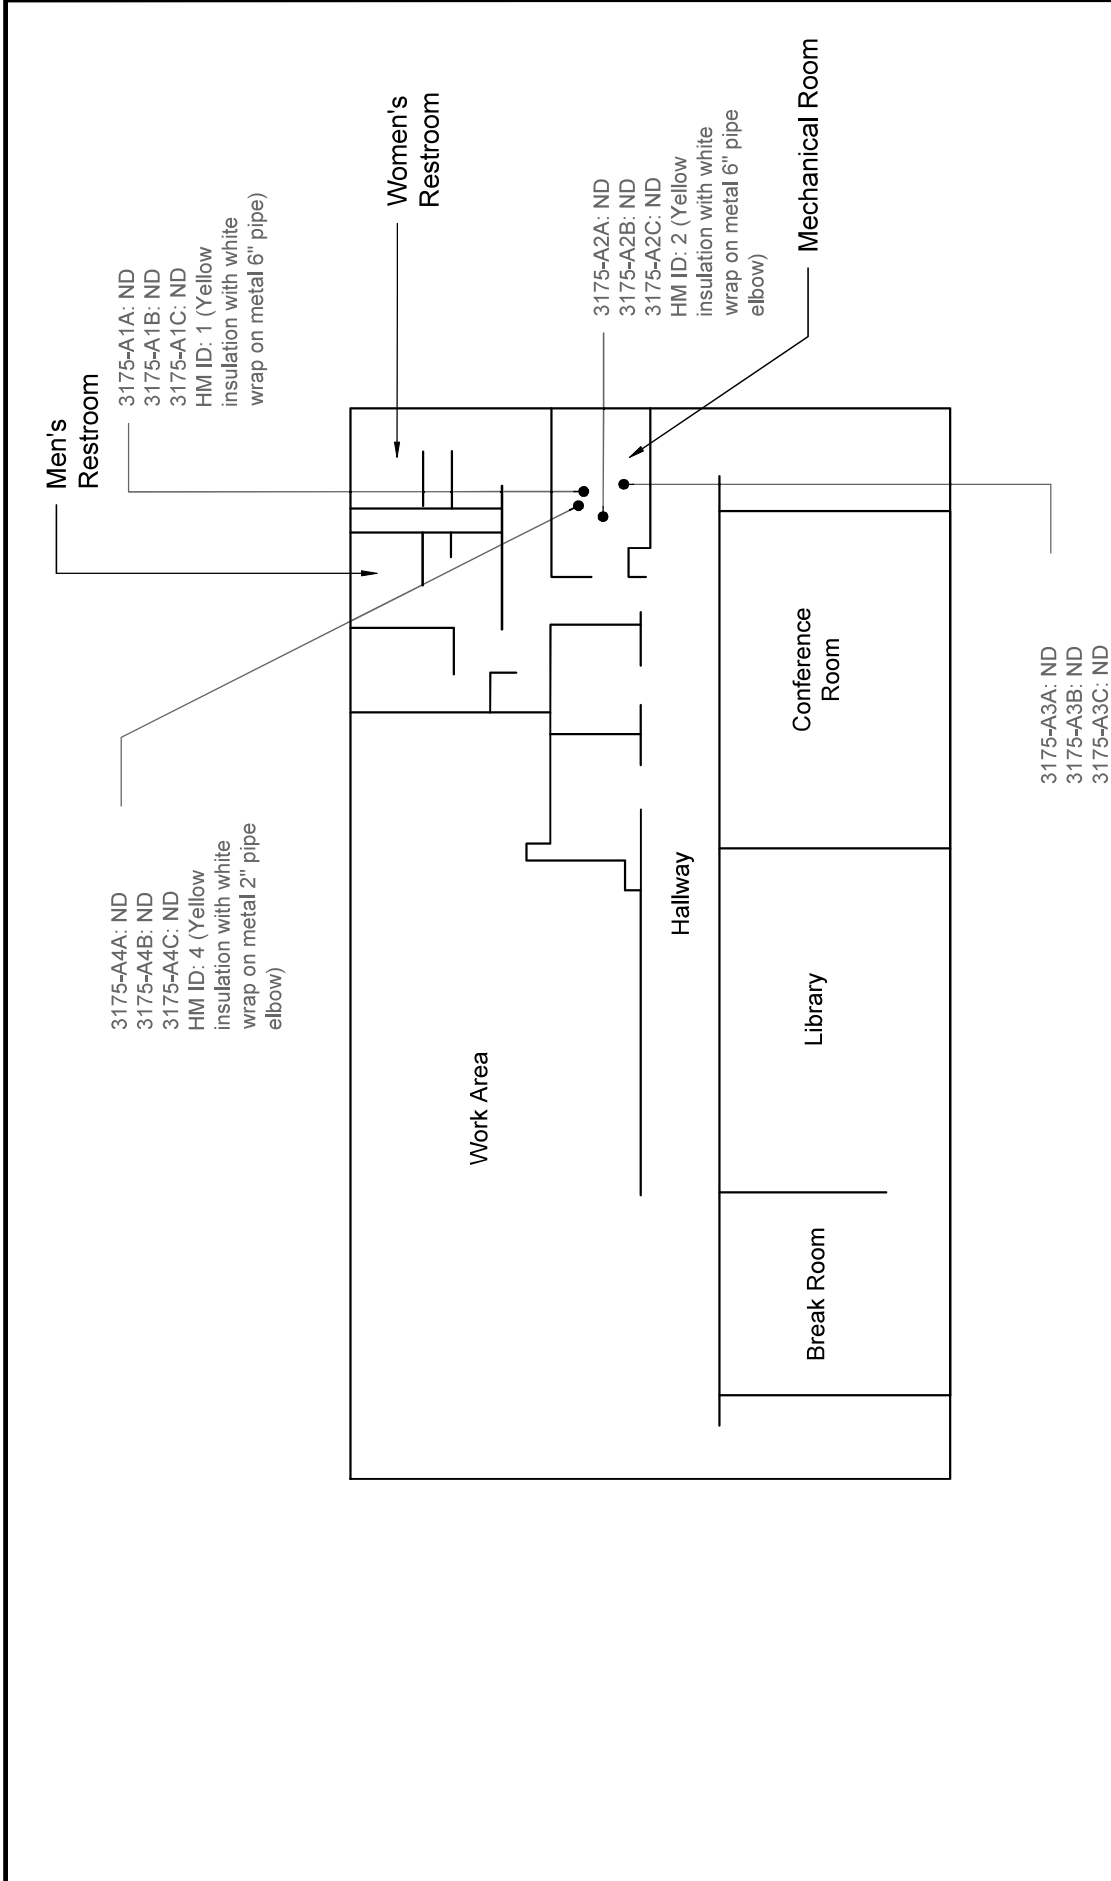 Men's
Restroom
3175-A1A: ND
3175-A1B: ND
3175-A1C: ND
HM ID: 1 (Yellow
insulation with white
wrap on metal 6" pipe)
Women's
Restroom
3175-A2A: ND
3175-A2B: ND
3175-A2C: ND
HM ID: 2 (Yellow
insulation with white
wrap on metal 6" pipe
elbow)
Mechanical Room
3175-A4A: ND
3175-A4B: ND
3175-A4C: ND
HM ID: 4 (Yellow
insulation with white
wrap on metal 2" pipe
elbow)
Work Area
Hallway
Conference
Room
Library
Break Room
3175-A3A: ND
3175-A3B: ND
3175-A3C: ND